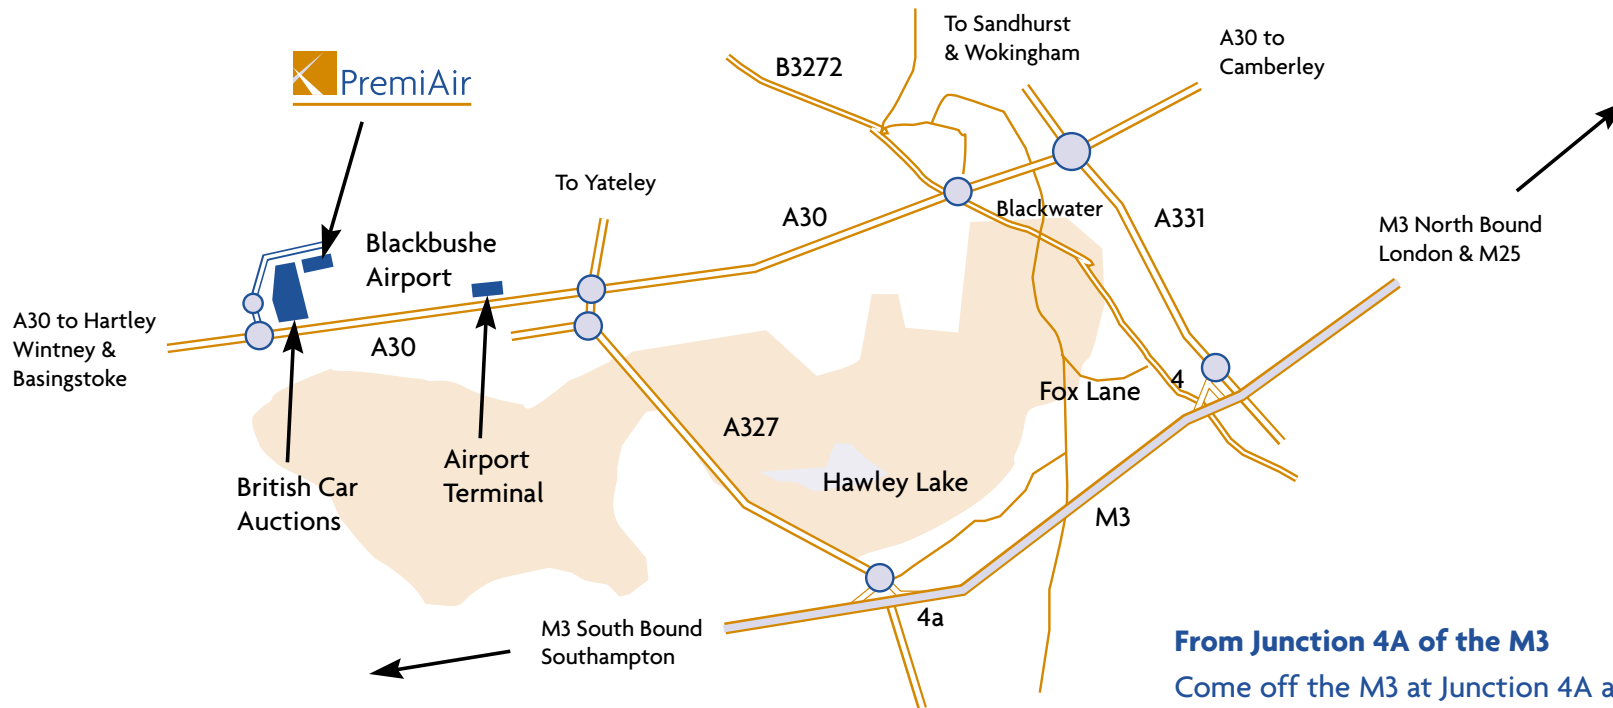 To Sandhurst
& Wokingham
A30 to
Camberley
B3272
PremiAir
To Yateley
A30
Blackwater
A331
M3 North Bound
London & M25
Blackbushe
Airport
A30 to Hartley
Wintney &
Basingstoke
A30
4
Fox Lane
A327
Airport
Terminal
Hawley Lake
British Car
Auctions
M3
4a
M3 South Bound
Southampton
From Junction 4A of the M3
Come off the M3 at Junction 4A a